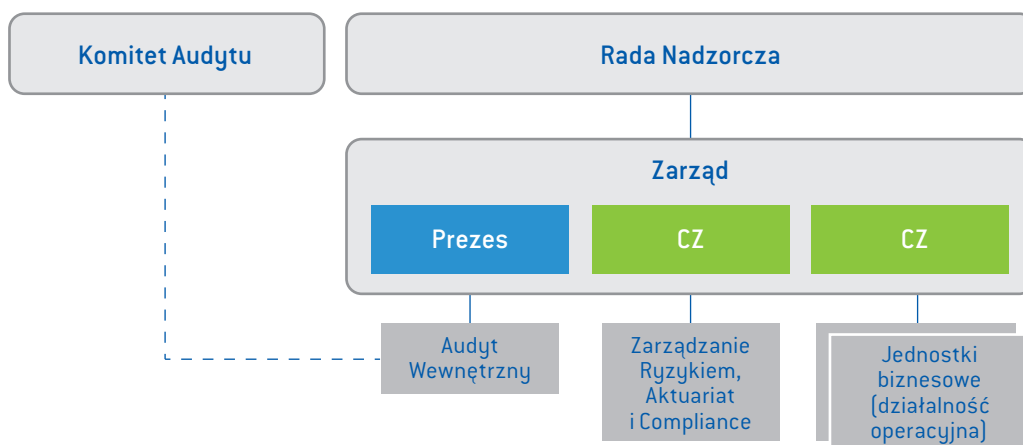 Komitet Audytu
Rada Nadzorcza
Zarząd
Prezes
CZ
CZ
Audyt
Wewnętrzny
Zarządzanie
Ryzykiem,
Aktuariat
i Compliance
Jednostki
biznesowe
(działalność
operacyjna)